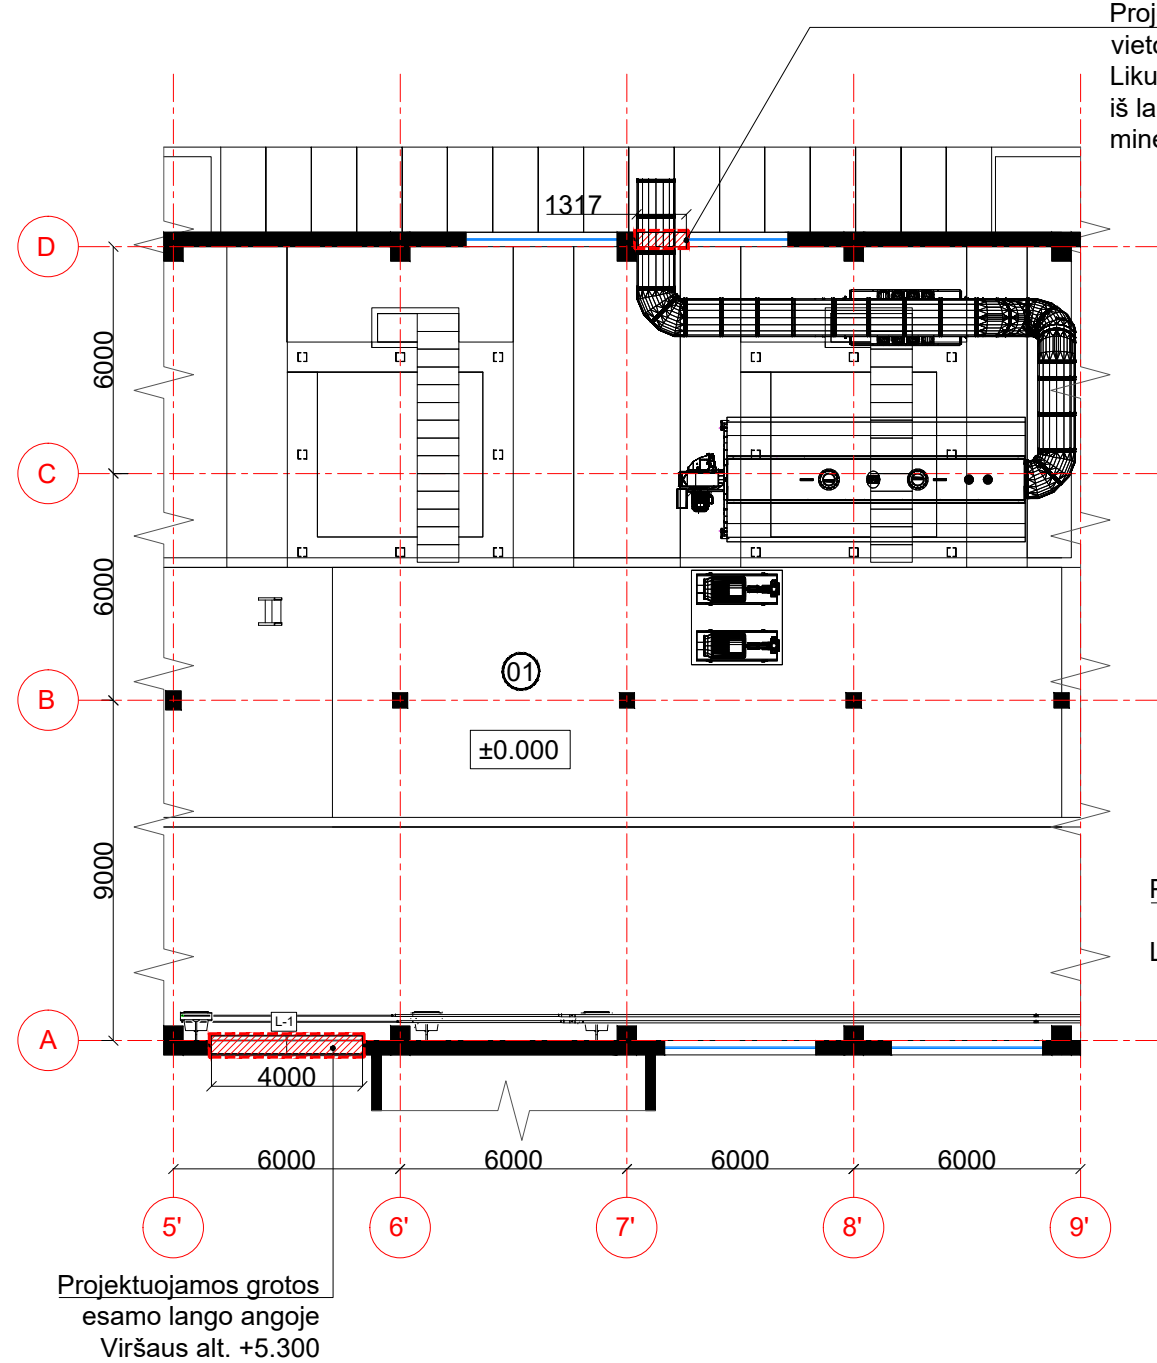 Proj
vieto
Liku
iš la
mine
1317
D
6000
C
6000
01
B
±0.000
9000
P
L
L-1
A
4000
6000
6000
6000
6000
5'
6'
7'
8'
9'
Projektuojamos grotos
esamo lango angoje
Viršaus alt. +5.300